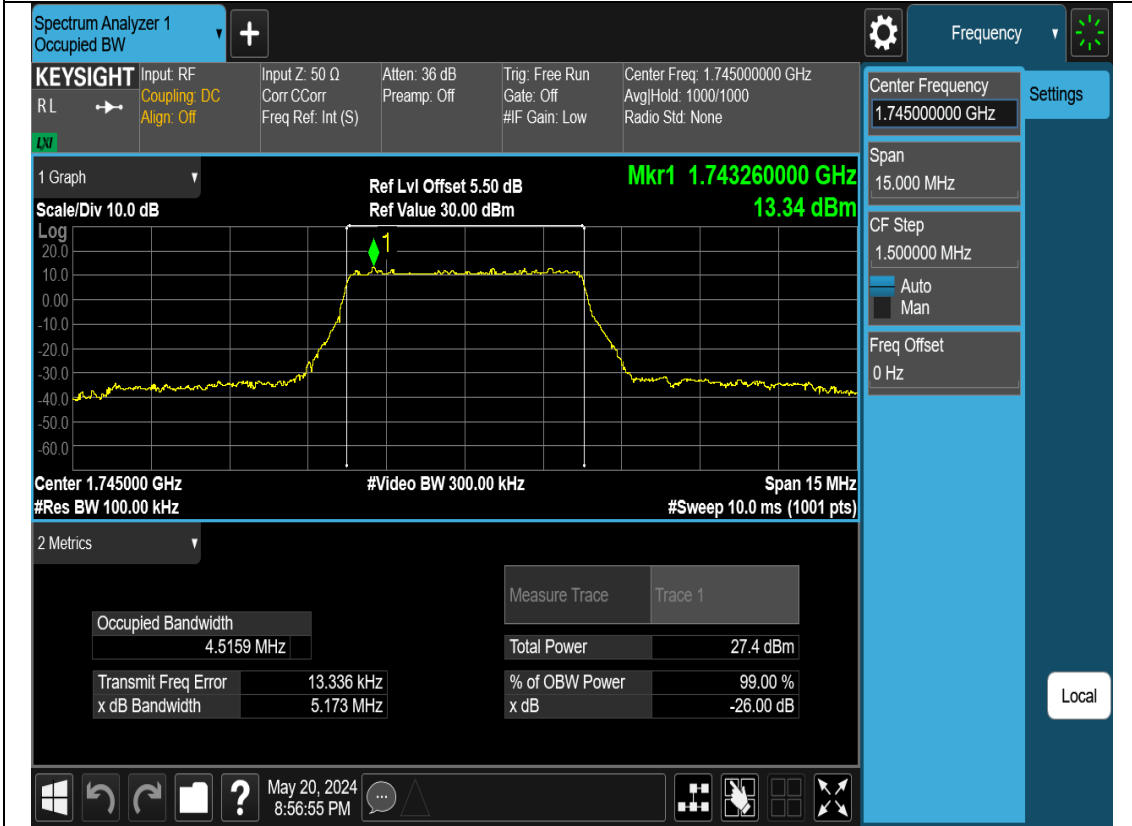 Spectrum Analyzer 1
Occupied BW
Frequency
KEYSIGHT
R L
LXI
Input: RF
Coupling: DC
Align: Off
Input Z: 50 Ω
Corr CCorr
Freq Ref: Int (S)
Atten: 36 dB
Preamp: Off
Trig: Free Run
Gate: Off
#IF Gain: Low
Center Freq: 1.745000000 GHz
Avg|Hold: 1000/1000
Radio Std: None
Center Frequency
1.745000000 GHz
Settings
Span
15.000 MHz
CF Step
1.500000 MHz
Auto
Man
Freq Offset
0 Hz
Local
1 Graph
Scale/Div 10.0 dB
Ref Lvl Offset 5.50 dB
Ref Value 30.00 dBm
Mkr1 1.743260000 GHz
13.34 dBm
Log
1
20.0
10.0
0.00
-10.0
-20.0
-30.0
-40.0
-50.0
-60.0
Center 1.745000 GHz
#Video BW 300.00 kHz
Span 15 MHz
#Res BW 100.00 kHz
#Sweep 10.0 ms (1001 pts)
2 Metrics
Measure Trace Trace 1
Occupied Bandwidth
4.5159 MHz
Total Power 27.4 dBm
Transmit Freq Error 13.336 kHz
% of OBW Power 99.00 %
x dB Bandwidth 5.173 MHz
x dB -26.00 dB
May 20, 2024
8:56:55 PM